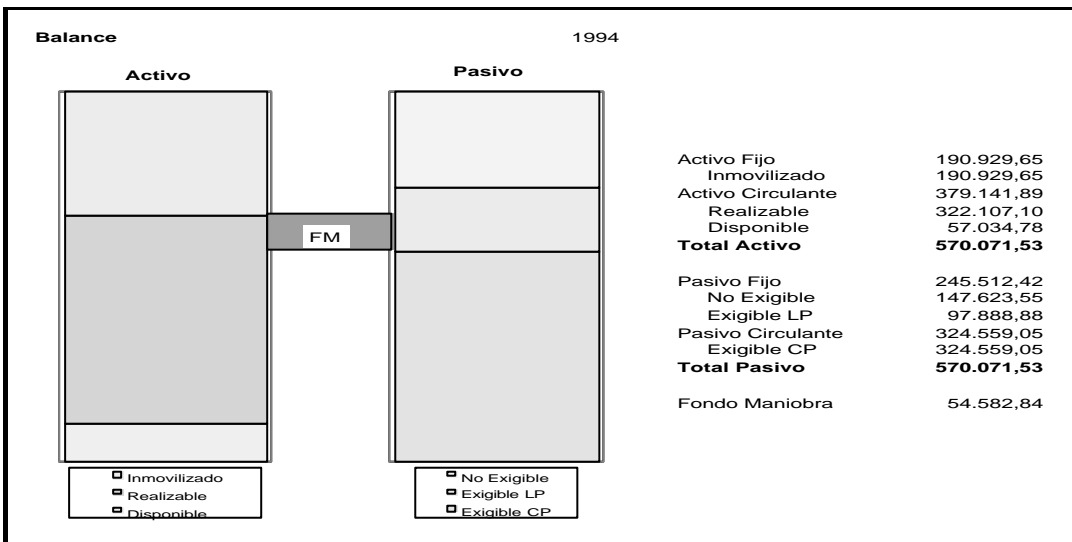 Balance 1994
Activo Pasivo
FM
Inmovilizado
Realizable
Disponible
No Exigible
Exigible LP
Exigible CP
Activo Fijo 190.929,65
Inmovilizado 190.929,65
Activo Circulante 379.141,89
Realizable 322.107,10
Disponible 57.034,78
Total Activo 570.071,53
Pasivo Fijo 245.512,42
No Exigible 147.623,55
Exigible LP 97.888,88
Pasivo Circulante 324.559,05
Exigible CP 324.559,05
Total Pasivo 570.071,53
Fondo Maniobra 54.582,84